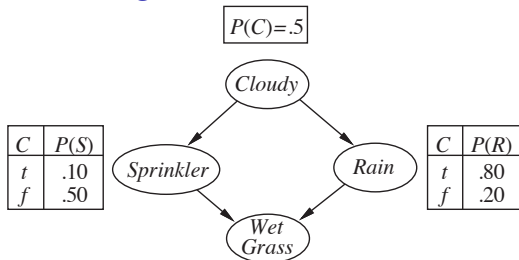 P(C)=.5
Cloudy
C P(S)
t .10
f .50
Sprinkler
Rain
C P(R)
t .80
f .20
Wet
Grass